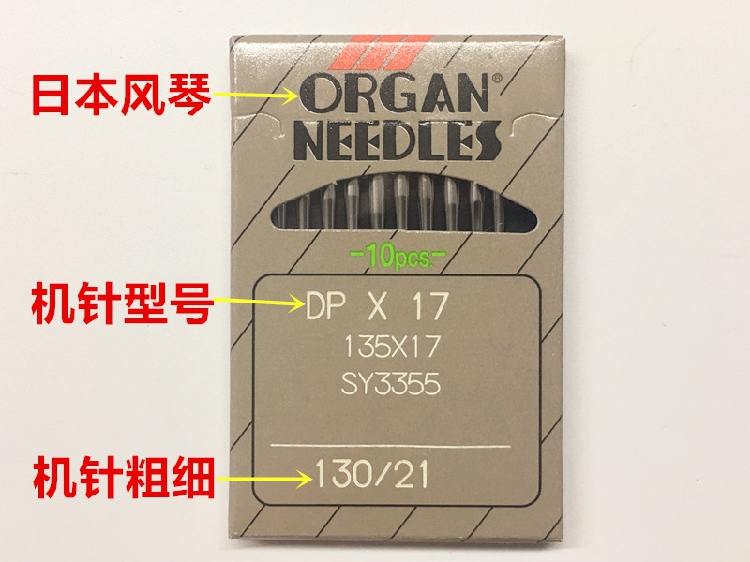 日本风琴
ORGAN®
NEEDLES
-10pcs.-
机针型号
DP X 17
135X17
SY3355
机针粗细
130/21